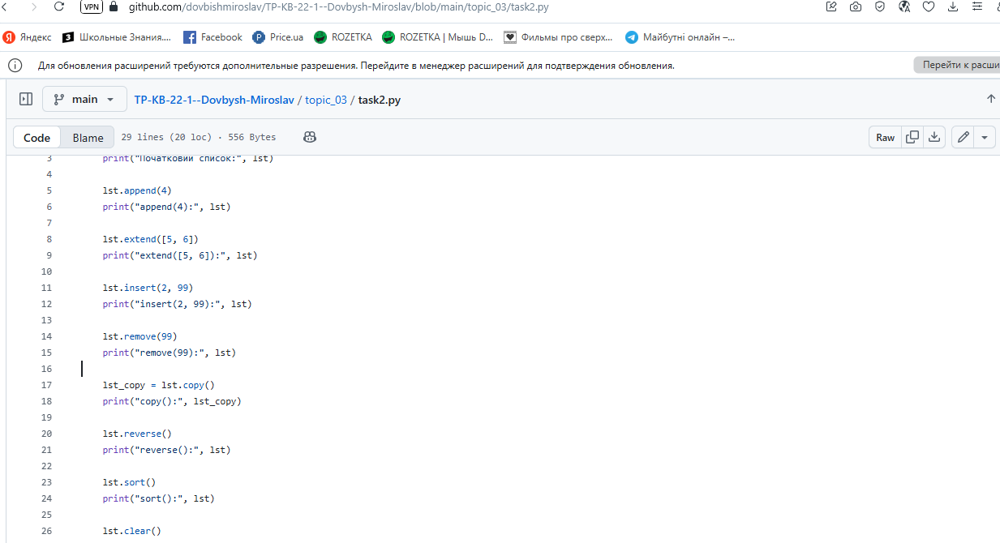 VPN github.com/dovbishmiroslav/TP-KB-22-1--Dovbysh-Miroslav/blob/main/topic_03/task2.py
Я Яндекс 3 Школьные Знания.... Facebook P Price.ua ROZETKA ROZETKA | Мышь D... Фильмы про сверх... Майбутні онлайн –...
Для обновления расширений требуются дополнительные разрешения. Перейдите в менеджер расширений для подтверждения обновления. Перейти к расши
main TP-KB-22-1--Dovbysh-Miroslav / topic_03 / task2.py
Code Blame 29 lines (20 loc) · 556 Bytes Raw
3 print("Початковий список:", lst)
4
5 lst.append(4)
6 print("append(4):", lst)
7
8 lst.extend([5, 6])
9 print("extend([5, 6]):", lst)
10
11 lst.insert(2, 99)
12 print("insert(2, 99):", lst)
13
14 lst.remove(99)
15 print("remove(99):", lst)
16
17 lst_copy = lst.copy()
18 print("copy():", lst_copy)
19
20 lst.reverse()
21 print("reverse():", lst)
22
23 lst.sort()
24 print("sort():", lst)
25
26 lst.clear()